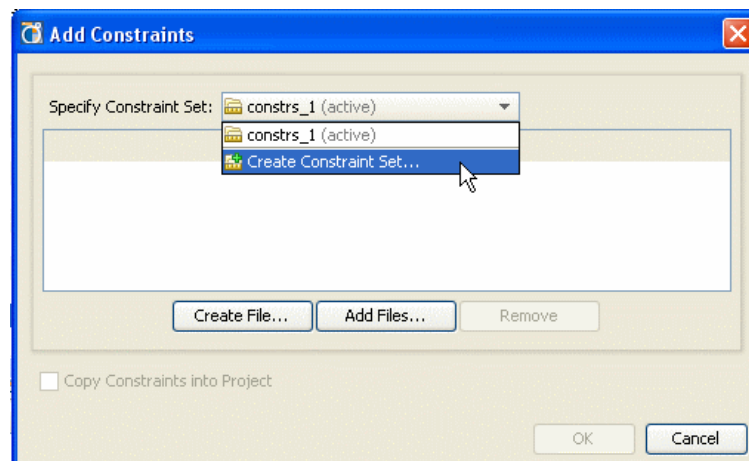 Add Constraints
Specify Constraint Set: constrs_1 (active)
constrs_1 (active)
Create Constraint Set...
Create File... Add Files... Remove
Copy Constraints into Project
OK Cancel